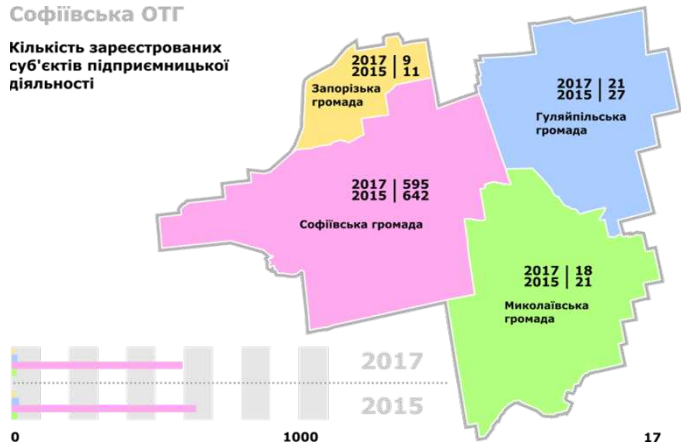 Софіївська ОТГ
Кількість зареєстрованих
суб'єктів підприємницької
діяльності
2017 | 9
2015 | 11
Запорізька
громада
2017 | 21
2015 | 27
Гуляйпільська
громада
2017 | 595
2015 | 642
Софіївська громада
2017 | 18
2015 | 21
Миколаївська
громада
2017
2015
0 1000 17